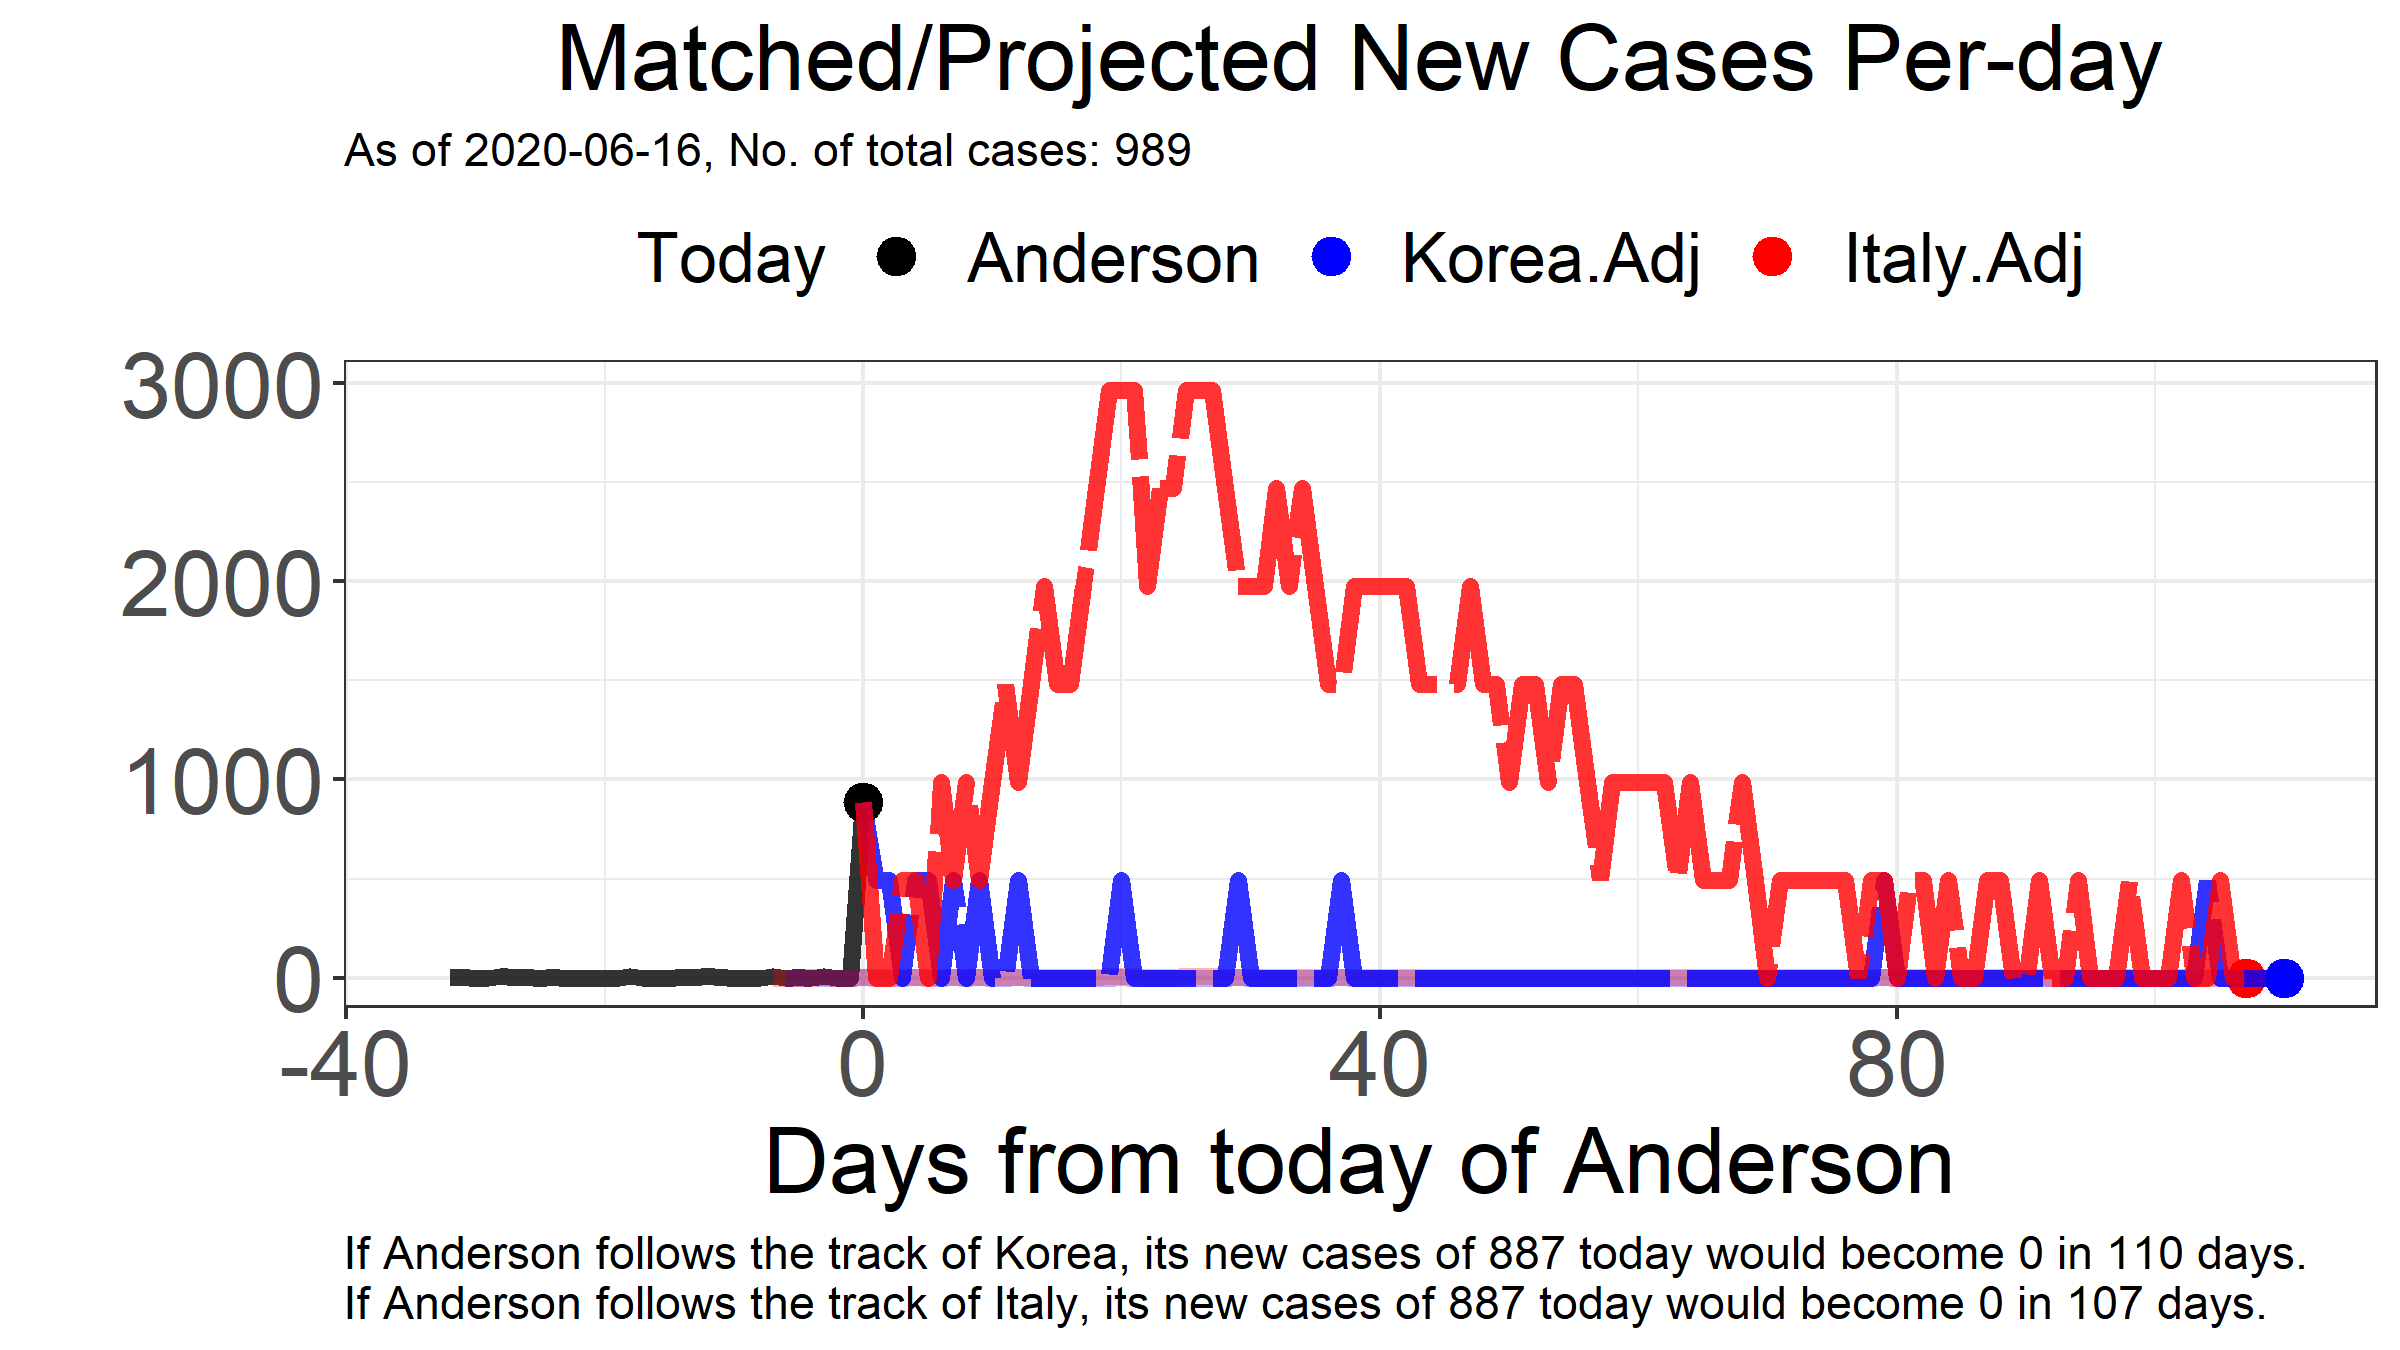 Matched/Projected New Cases Per-day
As of 2020-06-16, No. of total cases: 989
Today Anderson Korea.Adj Italy.Adj
3000
2000
1000
0
-40 0 40 80
Days from today of Anderson
If Anderson follows the track of Korea, its new cases of 887 today would become 0 in 110 days.
If Anderson follows the track of Italy, its new cases of 887 today would become 0 in 107 days.